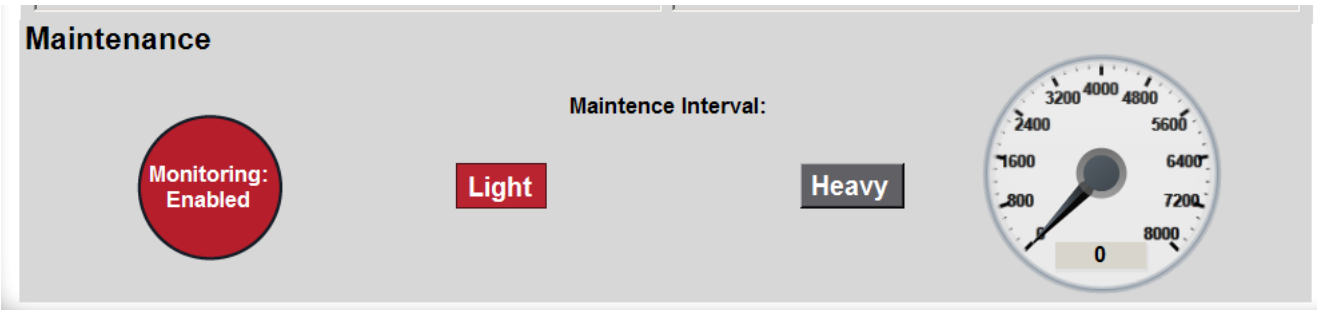 Maintenance
Maintence Interval:
Monitoring:
Enabled
Light
Heavy
0
800
1600
2400
3200
4000
4800
5600
6400
7200
8000
0